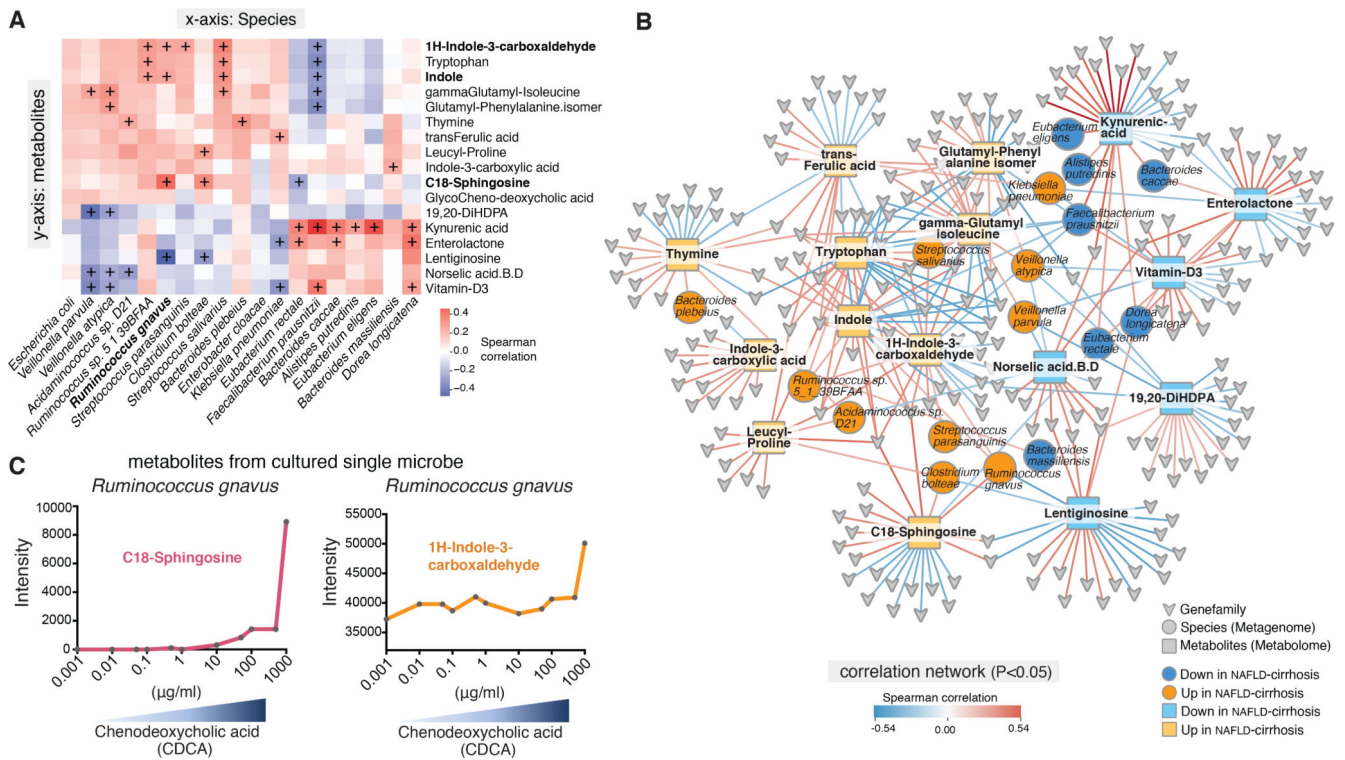 A
x-axis: Species
y-axis: metabolites
1H-Indole-3-carboxaldehyde
Tryptophan
Indole
gammaGlutamyl-Isoleucine
Glutamyl-Phenylalanine.isomer
Thymine
transFerulic acid
Leucyl-Proline
Indole-3-carboxylic acid
C18-Sphingosine
GlycoCheno-deoxycholic acid
19,20-DiHDPA
Kynurenic acid
Enterolactone
Lentiginosine
Norselic acid.B.D
Vitamin-D3
Escherichia coli
Veillonella parvula
Veillonella atypica
Acidaminococcus sp_D21
Ruminococcus sp_5_1_39BFAA
Ruminococcus gnavus
Streptococcus parasanguinis
Clostridium bolteae
Streptococcus salivarius
Bacteroides plebeius
Enterobacter cloacae
Klebsiella pneumoniae
Eubacterium rectale
Faecalibacterium prausnitzii
Bacteroides caccae
Alistipes putredinis
Eubacterium eligens
Bacteroides massiliensis
Dorea longicatena
0.4
0.2
-0.0
-0.2
-0.4
Spearman
correlation
B
Kynurenic-
acid
Eubacterium
eligens
Alistipes
putredinis
Bacteroides
caccae
Klebsiella
pneumoniae
Faecalibacterium
prausnitzii
trans-
Ferulic acid
Glutamyl-Phenyl
alanine isomer
Enterolactone
gamma-Glutamyl
isoleucine
Thymine
Tryptophan
Streptococcus
salivarius
Veillonella
atypica
Vitamin-D3
Bacteroides
plebeius
Indole
Veillonella
parvula
Dorea
longicatena
Eubacterium
rectale
Indole-3-
carboxylic acid
1H-Indole-3-
carboxaldehyde
Norselic acid.B.D
Ruminococcus sp.
5_1_39BFAA
19,20-DiHDPA
Acidaminococcus sp.
D21
Leucyl-
Proline
Streptococcus
parasanguinis
Bacteroides
massiliensis
Clostridium
bolteae
Ruminococcus
gnavus
C18-Sphingosine
Lentiginosine
Genefamily
Species (Metagenome)
Metabolites (Metabolome)
Down in NAFLD-cirrhosis
Up in NAFLD-cirrhosis
Down in NAFLD-cirrhosis
Up in NAFLD-cirrhosis
correlation network (P<0.05)
Spearman correlation
-0.54
0.00
0.54
C
metabolites from cultured single microbe
Ruminococcus gnavus
Intensity
10000
8000
6000
4000
2000
0
C18-Sphingosine
0.001
0.01
0.1
1
10
100
1000
(µg/ml)
Chenodeoxycholic acid
(CDCA)
Ruminococcus gnavus
Intensity
55000
50000
45000
40000
35000
1H-Indole-3-
carboxaldehyde
0.001
0.01
0.1
1
10
100
1000
(µg/ml)
Chenodeoxycholic acid
(CDCA)